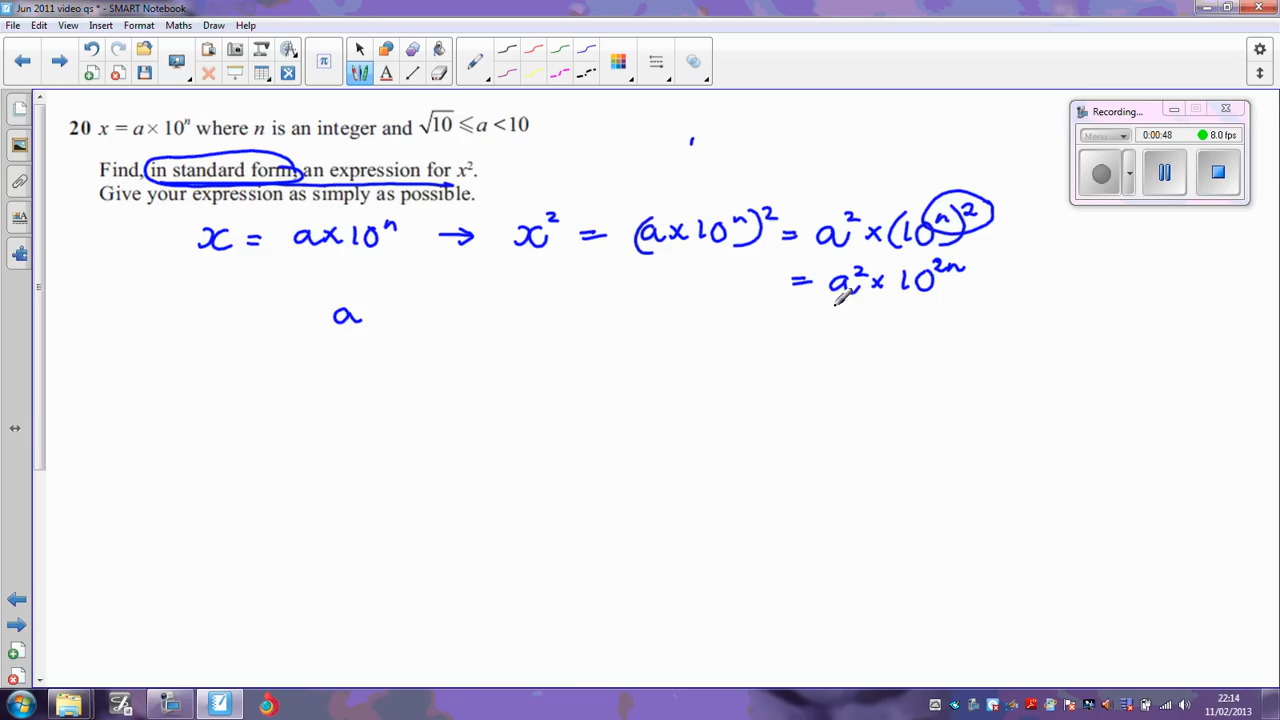 Jun 2011 video qs * - SMART Notebook
File Edit View Insert Format Math Draw Help
Recording...
Menu 0:00:48 8.0 fps
20 x = a × 10ⁿ where n is an integer and √10 ⩽ a < 10
Find, in standard form, an expression for x².
Give your expression as simply as possible.
x = a×10ⁿ → x² = (a×10ⁿ)² = a² × (10ⁿ)²
= a² × 10²ⁿ
a
22:14
11/02/2013